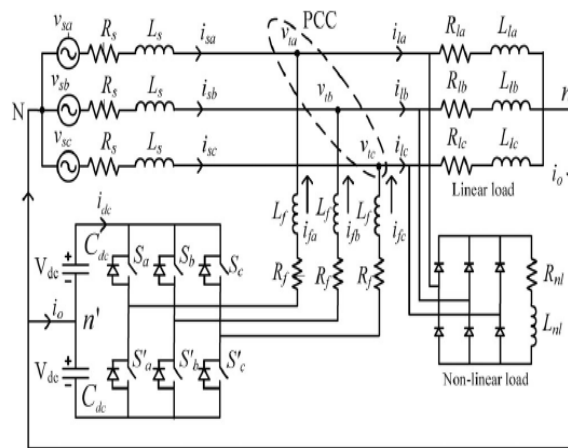 PCC
v_sa R_s L_s i_sa v_ta i_la R_la L_la
N v_sb R_s L_s i_sb v_tb i_lb R_lb L_lb n
v_sc R_s L_s i_sc v_tc i_lc R_lc L_lc
Linear load
i_o
i_dc
L_f i_fa L_f i_fb L_f i_fc
V_dc C_dc S_a S_b S_c
R_f R_f R_f
R_nl
i_o n'
L_nl
V_dc C_dc S'_a S'_b S'_c
Non-linear load